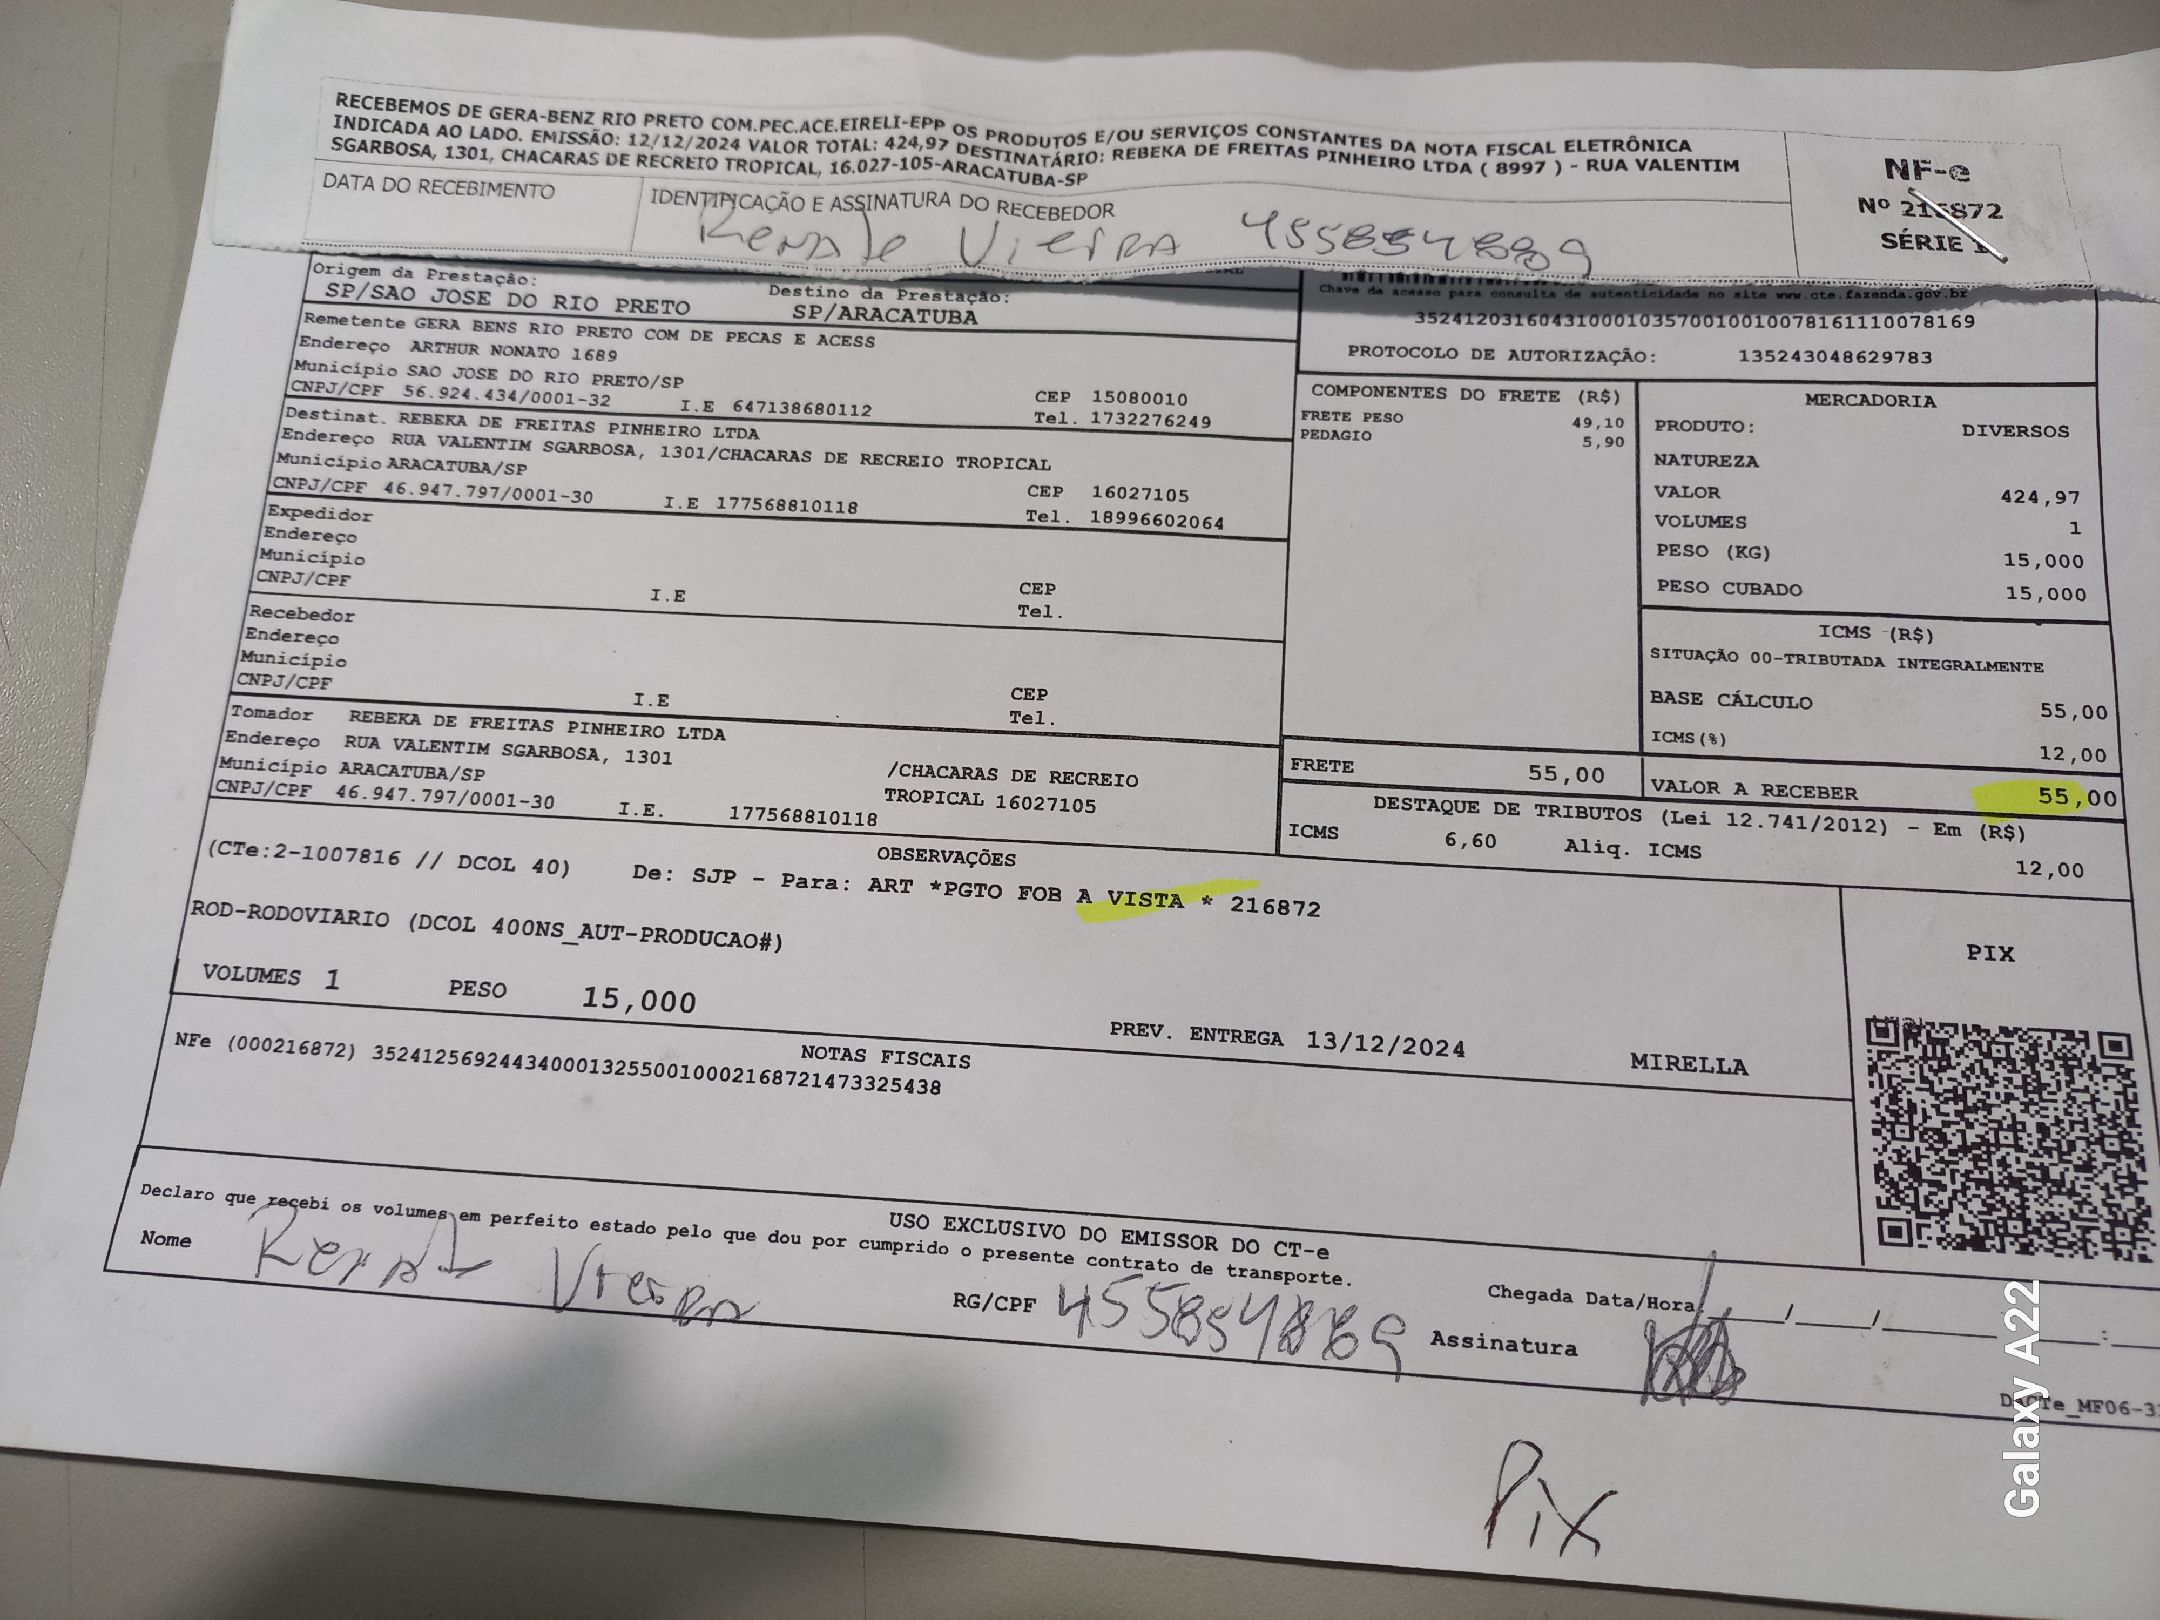 RECEBEMOS DE GERA-BENZ RIO PRETO COM.PEC.ACE.EIRELI-EPP OS PRODUTOS E/OU SERVIÇOS CONSTANTES DA NOTA FISCAL ELETRÔNICA
INDICADA AO LADO. EMISSÃO: 12/12/2024 VALOR TOTAL: 424,97 DESTINATÁRIO: REBEKA DE FREITAS PINHEIRO LTDA ( 8997 ) - RUA VALENTIM
SGARBOSA, 1301, CHACARAS DE RECREIO TROPICAL, 16.027-105-ARACATUBA-SP
NF-e
Nº 216872
SÉRIE 1
DATA DO RECEBIMENTO
IDENTIFICAÇÃO E ASSINATURA DO RECEBEDOR
Vieira
Origem da Prestação:
SP/SAO JOSE DO RIO PRETO
Destino da Prestação:
SP/ARACATUBA
Remetente GERA BENS RIO PRETO COM DE PECAS E ACESS
Endereço ARTHUR NONATO 1689
Município SAO JOSE DO RIO PRETO/SP
CEP 15080010
CNPJ/CPF 56.924.434/0001-32 I.E 647138680112 Tel. 1732276249
Destinat. REBEKA DE FREITAS PINHEIRO LTDA
Endereço RUA VALENTIM SGARBOSA, 1301/CHACARAS DE RECREIO TROPICAL
Município ARACATUBA/SP CEP 16027105
CNPJ/CPF 46.947.797/0001-30 I.E 177568810118 Tel. 18996602064
Expedidor
Endereço
Município
CEP
CNPJ/CPF I.E Tel.
Recebedor
Endereço
Município
CEP
CNPJ/CPF I.E Tel.
Tomador REBEKA DE FREITAS PINHEIRO LTDA
Endereço RUA VALENTIM SGARBOSA, 1301 /CHACARAS DE RECREIO
Município ARACATUBA/SP TROPICAL 16027105
CNPJ/CPF 46.947.797/0001-30 I.E. 177568810118
Chave de acesso para consulta de autenticidade no site www.cte.fazenda.gov.br
35241203160431000103570010010078161110078169
PROTOCOLO DE AUTORIZAÇÃO: 135243048629783
COMPONENTES DO FRETE (R$)
FRETE PESO 49,10
PEDAGIO 5,90
MERCADORIA
PRODUTO: DIVERSOS
NATUREZA
VALOR 424,97
VOLUMES 1
PESO (KG) 15,000
PESO CUBADO 15,000
ICMS (R$)
SITUAÇÃO 00-TRIBUTADA INTEGRALMENTE
BASE CÁLCULO 55,00
ICMS(%) 12,00
FRETE 55,00
VALOR A RECEBER 55,00
DESTAQUE DE TRIBUTOS (Lei 12.741/2012) - Em (R$)
ICMS 6,60 Aliq. ICMS 12,00
OBSERVAÇÕES
(CTe:2-1007816 // DCOL 40) De: SJP - Para: ART *PGTO FOB A VISTA * 216872
ROD-RODOVIARIO (DCOL 400NS_AUT-PRODUCAO#)
VOLUMES 1 PESO 15,000 PREV. ENTREGA 13/12/2024 MIRELLA
PIX
NOTAS FISCAIS
NFe (000216872) 35241256924434000132550010002168721473325438
USO EXCLUSIVO DO EMISSOR DO CT-e
Declaro que recebi os volumes em perfeito estado pelo que dou por cumprido o presente contrato de transporte.
Nome Vieira RG/CPF Assinatura
Chegada Data/Hora
Pix
Galaxy A22